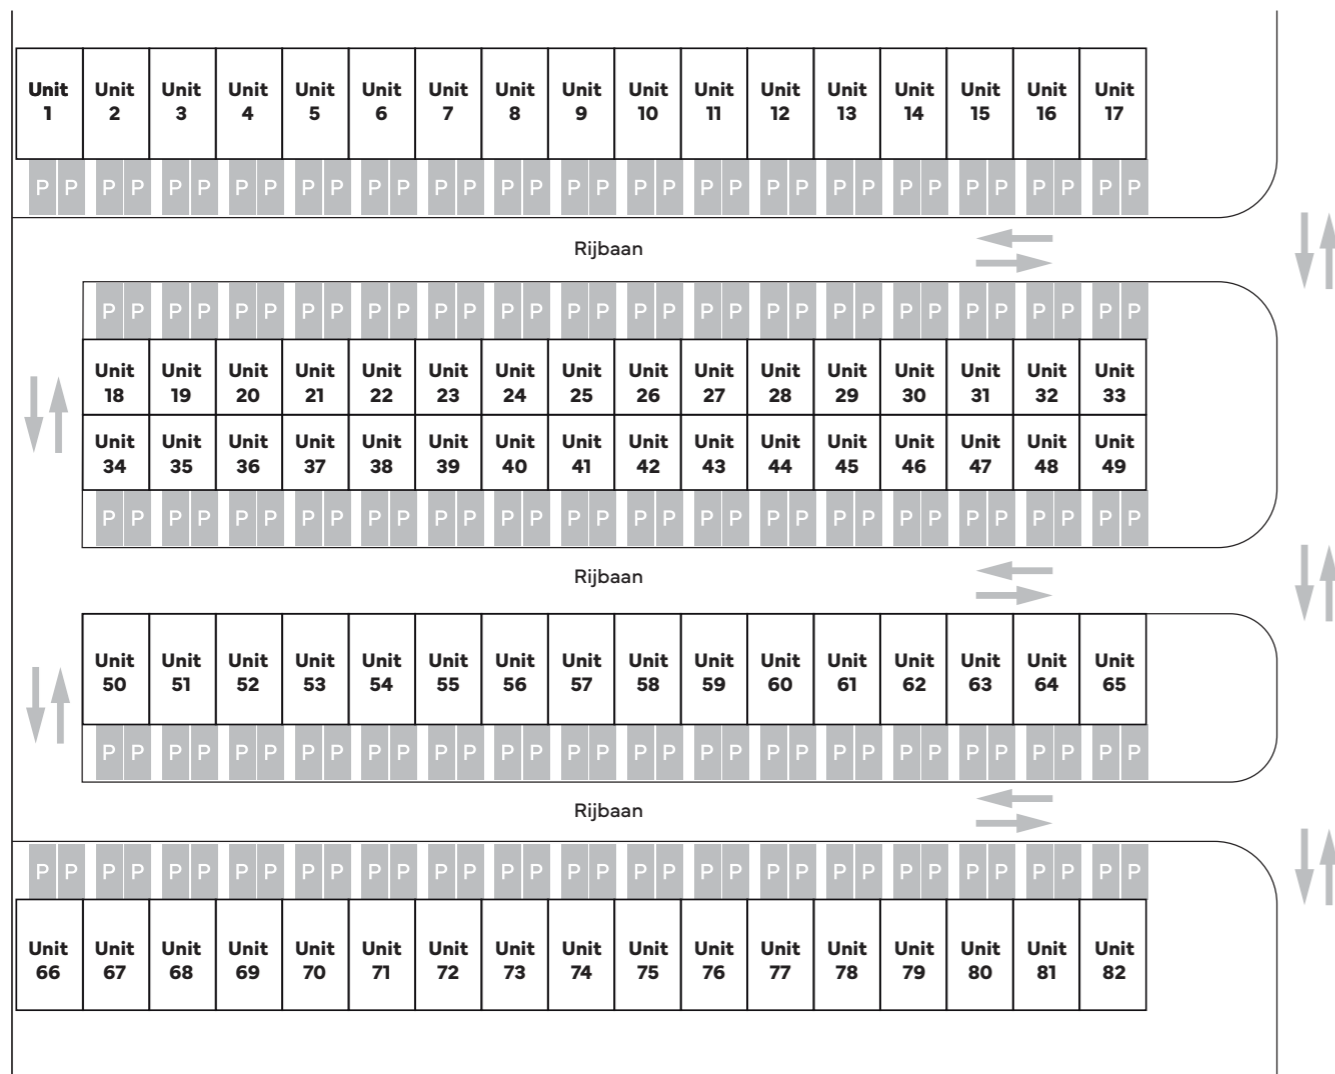 Unit Unit Unit Unit Unit Unit Unit Unit Unit Unit Unit Unit Unit Unit Unit Unit Unit
1 2 3 4 5 6 7 8 9 10 11 12 13 14 15 16 17
P P P P P P P P P P P P P P P P P P P P P P P P P P P P P P P P P P
Rijbaan
P P P P P P P P P P P P P P P P P P P P P P P P P P P P P P P P
Unit Unit Unit Unit Unit Unit Unit Unit Unit Unit Unit Unit Unit Unit Unit Unit
18 19 20 21 22 23 24 25 26 27 28 29 30 31 32 33
Unit Unit Unit Unit Unit Unit Unit Unit Unit Unit Unit Unit Unit Unit Unit Unit
34 35 36 37 38 39 40 41 42 43 44 45 46 47 48 49
P P P P P P P P P P P P P P P P P P P P P P P P P P P P P P P P
Rijbaan
Unit Unit Unit Unit Unit Unit Unit Unit Unit Unit Unit Unit Unit Unit Unit Unit
50 51 52 53 54 55 56 57 58 59 60 61 62 63 64 65
P P P P P P P P P P P P P P P P P P P P P P P P P P P P P P P P
Rijbaan
P P P P P P P P P P P P P P P P P P P P P P P P P P P P P P P P P P
Unit Unit Unit Unit Unit Unit Unit Unit Unit Unit Unit Unit Unit Unit Unit Unit Unit
66 67 68 69 70 71 72 73 74 75 76 77 78 79 80 81 82